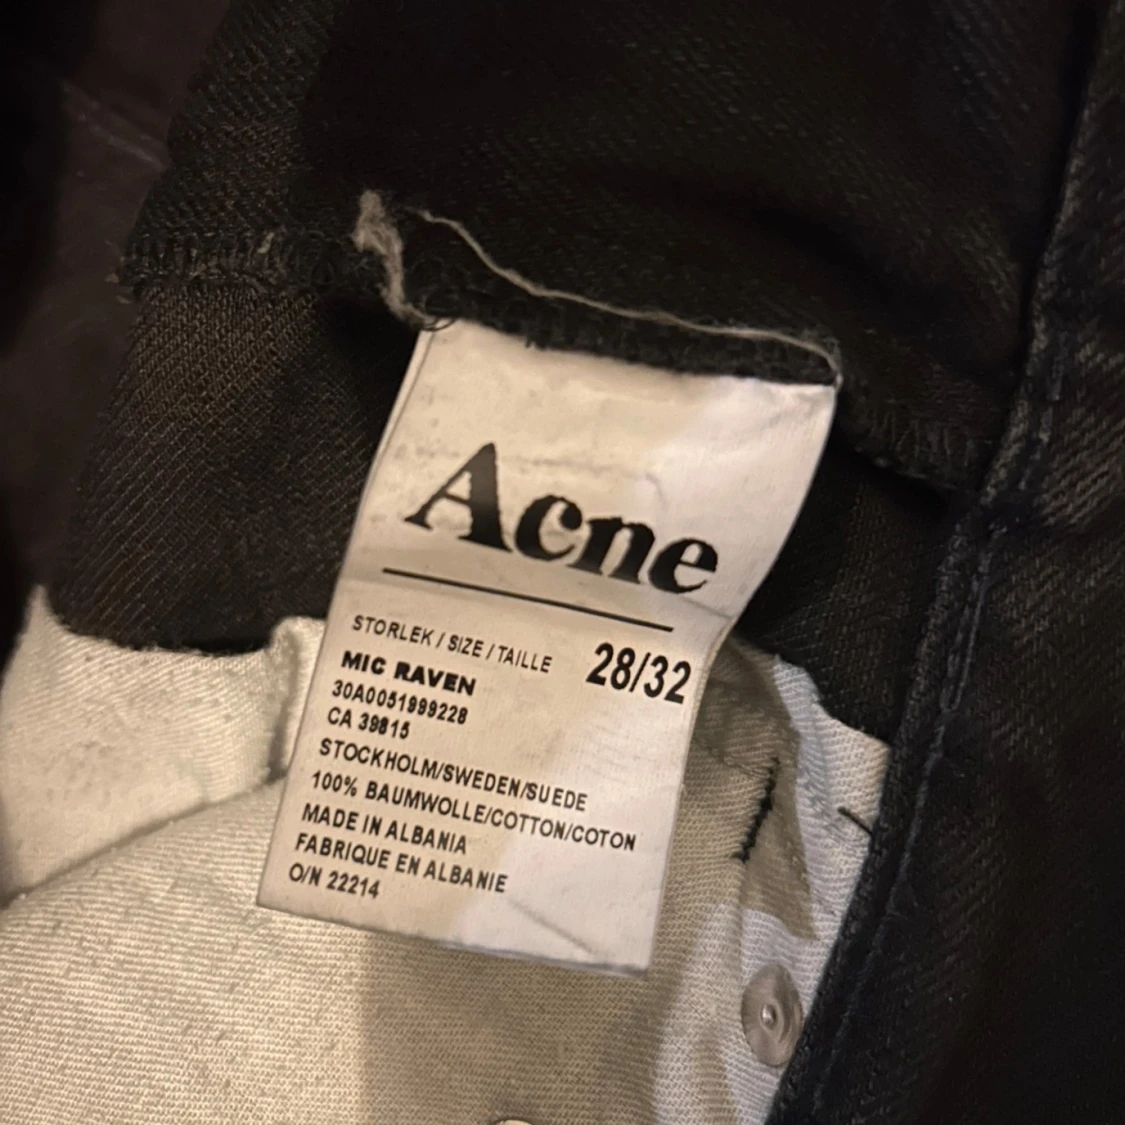 Acne
STORLEK / SIZE / TAILLE 28/32
MIC RAVEN
30A0051999228
CA 39815
STOCKHOLM/SWEDEN/SUEDE
100% BAUMWOLLE/COTTON/COTON
MADE IN ALBANIA
FABRIQUE EN ALBANIE
O/N 22214